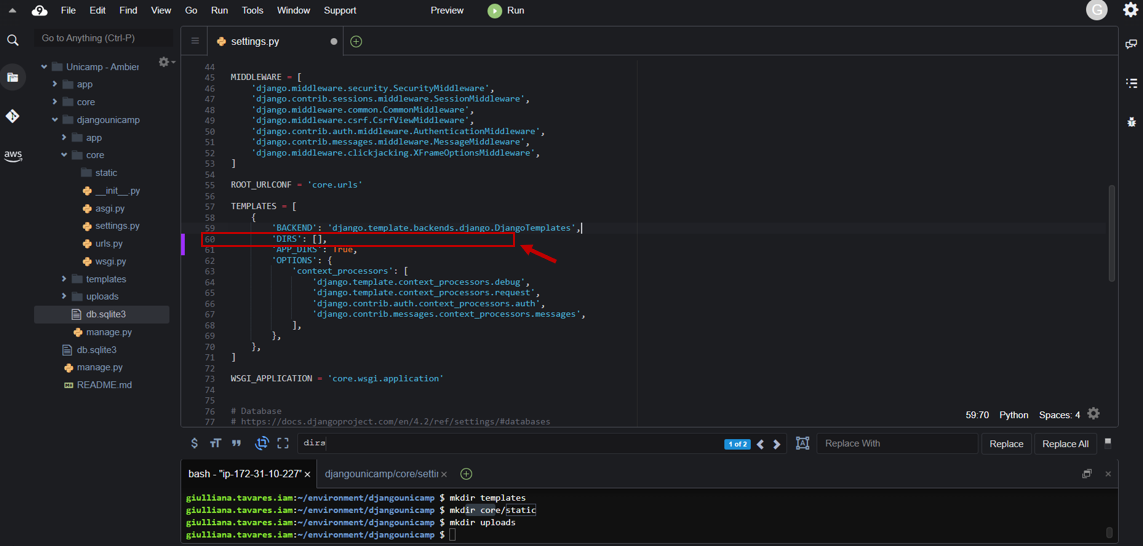 File Edit Find View Go Run Tools Window Support Preview Run G
Go to Anything (Ctrl-P)
settings.py
Unicamp - Ambier
app
core
djangounicamp
app
core
static
__init__.py
asgi.py
settings.py
urls.py
wsgi.py
templates
uploads
db.sqlite3
manage.py
db.sqlite3
manage.py
README.md
aws
44
45 MIDDLEWARE = [
46 'django.middleware.security.SecurityMiddleware',
47 'django.contrib.sessions.middleware.SessionMiddleware',
48 'django.middleware.common.CommonMiddleware',
49 'django.middleware.csrf.CsrfViewMiddleware',
50 'django.contrib.auth.middleware.AuthenticationMiddleware',
51 'django.contrib.messages.middleware.MessageMiddleware',
52 'django.middleware.clickjacking.XFrameOptionsMiddleware',
53 ]
54
55 ROOT_URLCONF = 'core.urls'
56
57 TEMPLATES = [
58 {
59 'BACKEND': 'django.template.backends.django.DjangoTemplates',
60 'DIRS': [],
61 'APP_DIRS': True,
62 'OPTIONS': {
63 'context_processors': [
64 'django.template.context_processors.debug',
65 'django.template.context_processors.request',
66 'django.contrib.auth.context_processors.auth',
67 'django.contrib.messages.context_processors.messages',
68 ],
69 },
70 },
71 ]
72
73 WSGI_APPLICATION = 'core.wsgi.application'
74
75
76 # Database
77 # https://docs.djangoproject.com/en/4.2/ref/settings/#databases
59:70 Python Spaces: 4
dirs 1 of 2 Replace With Replace Replace All
bash - "ip-172-31-10-227" × djangounicamp/core/settin ×
giulliana.tavares.iam:~/environment/djangounicamp $ mkdir templates
giulliana.tavares.iam:~/environment/djangounicamp $ mkdir core/static
giulliana.tavares.iam:~/environment/djangounicamp $ mkdir uploads
giulliana.tavares.iam:~/environment/djangounicamp $